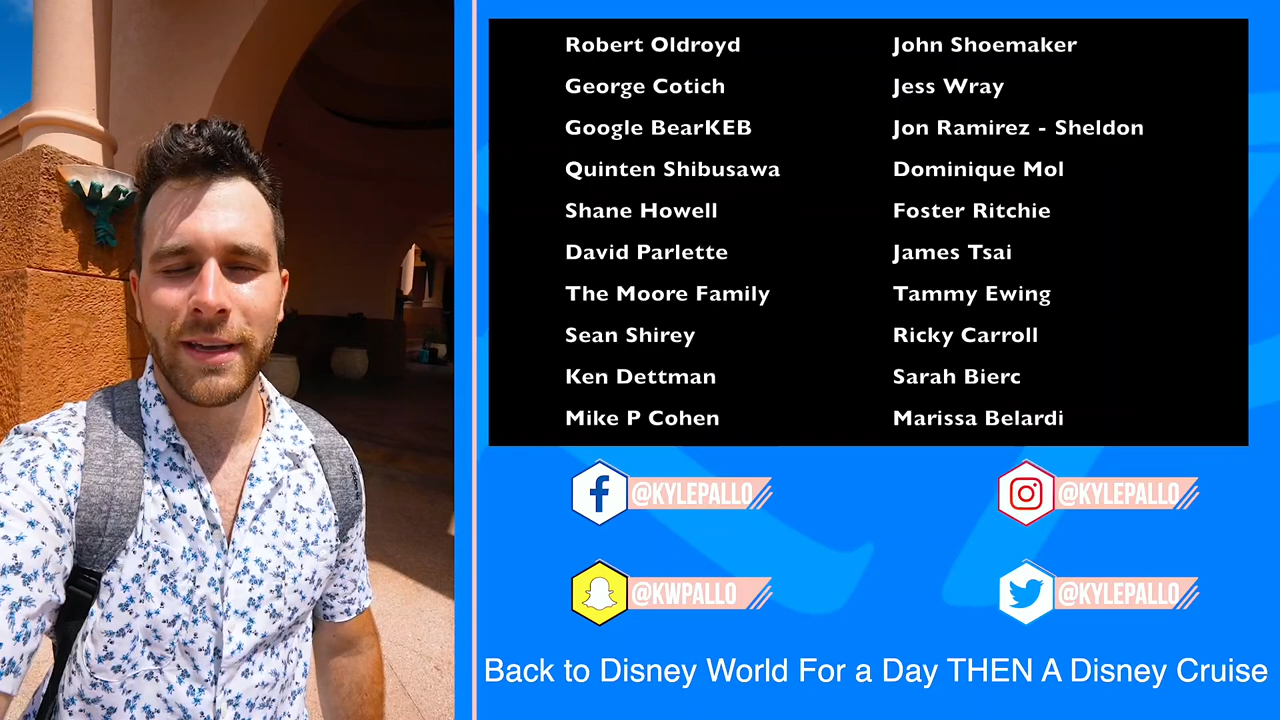 Robert Oldroyd
George Cotich
Google BearKEB
Quinten Shibusawa
Shane Howell
David Parlette
The Moore Family
Sean Shirey
Ken Dettman
Mike P Cohen
John Shoemaker
Jess Wray
Jon Ramirez - Sheldon
Dominique Mol
Foster Ritchie
James Tsai
Tammy Ewing
Ricky Carroll
Sarah Bierc
Marissa Belardi
@KYLEPALLO
@KYLEPALLO
@KWPALLO
@KYLEPALLO
Back to Disney World For a Day THEN A Disney Cruise